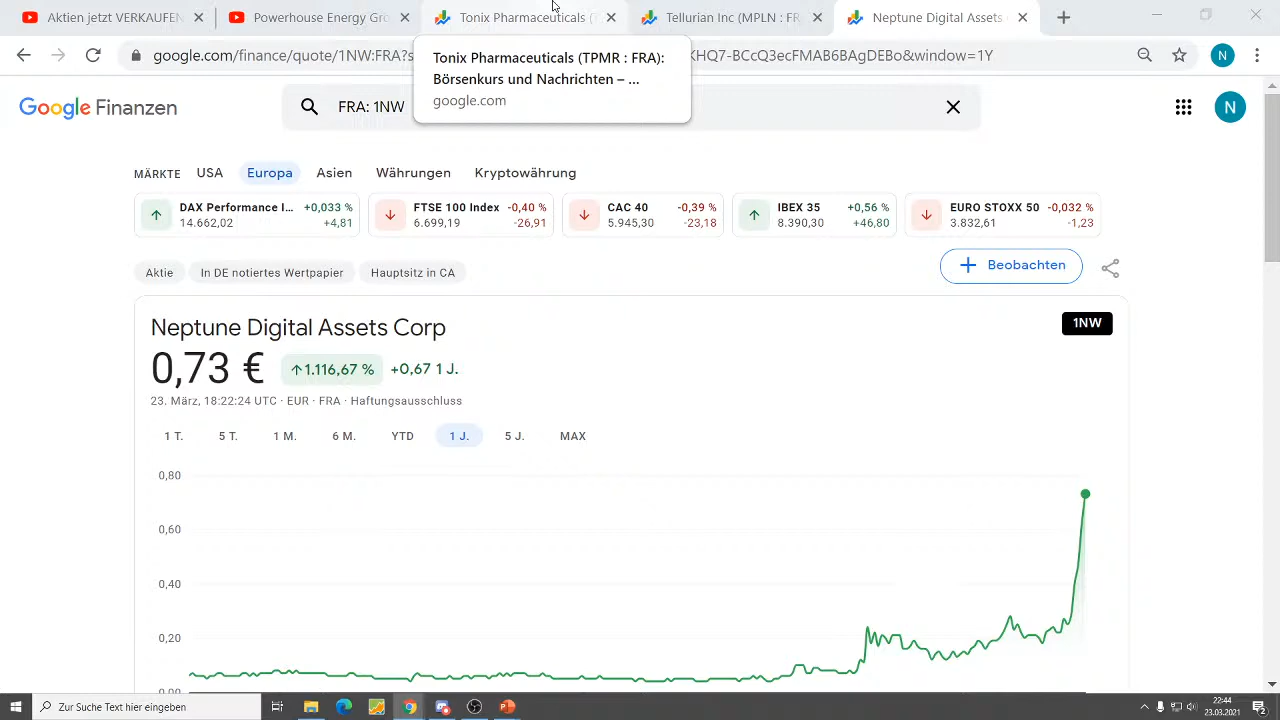 Aktien jetzt VERKAUFEN
Powerhouse Energy Gro
Tonix Pharmaceuticals (T
Tellurian Inc (MPLN : FR
Neptune Digital Assets
google.com/finance/quote/1NW:FRA?s
KHQ7-BCcQ3ecFMAB6BAgDEBo&window=1Y
N
Tonix Pharmaceuticals (TPMR : FRA):
Börsenkurs und Nachrichten – ...
google.com
Google Finanzen
FRA: 1NW
N
MÄRKTE USA Europa Asien Währungen Kryptowährung
DAX Performance I... +0,033 %
14.662,02 +4,81
FTSE 100 Index -0,40 %
6.699,19 -26,91
CAC 40 -0,39 %
5.945,30 -23,18
IBEX 35 +0,56 %
8.390,30 +46,80
EURO STOXX 50 -0,032 %
3.832,61 -1,23
Aktie
In DE notiertes Wertpapier
Hauptsitz in CA
Beobachten
Neptune Digital Assets Corp
1NW
0,73 € 1.116,67 % +0,67 1 J.
23. März, 18:22:24 UTC · EUR · FRA · Haftungsausschluss
1 T. 5 T. 1 M. 6 M. YTD 1 J. 5 J. MAX
0,80
0,60
0,40
0,20
0,00
Zur Suche Text hier eingeben
22:44
23.03.2021
2